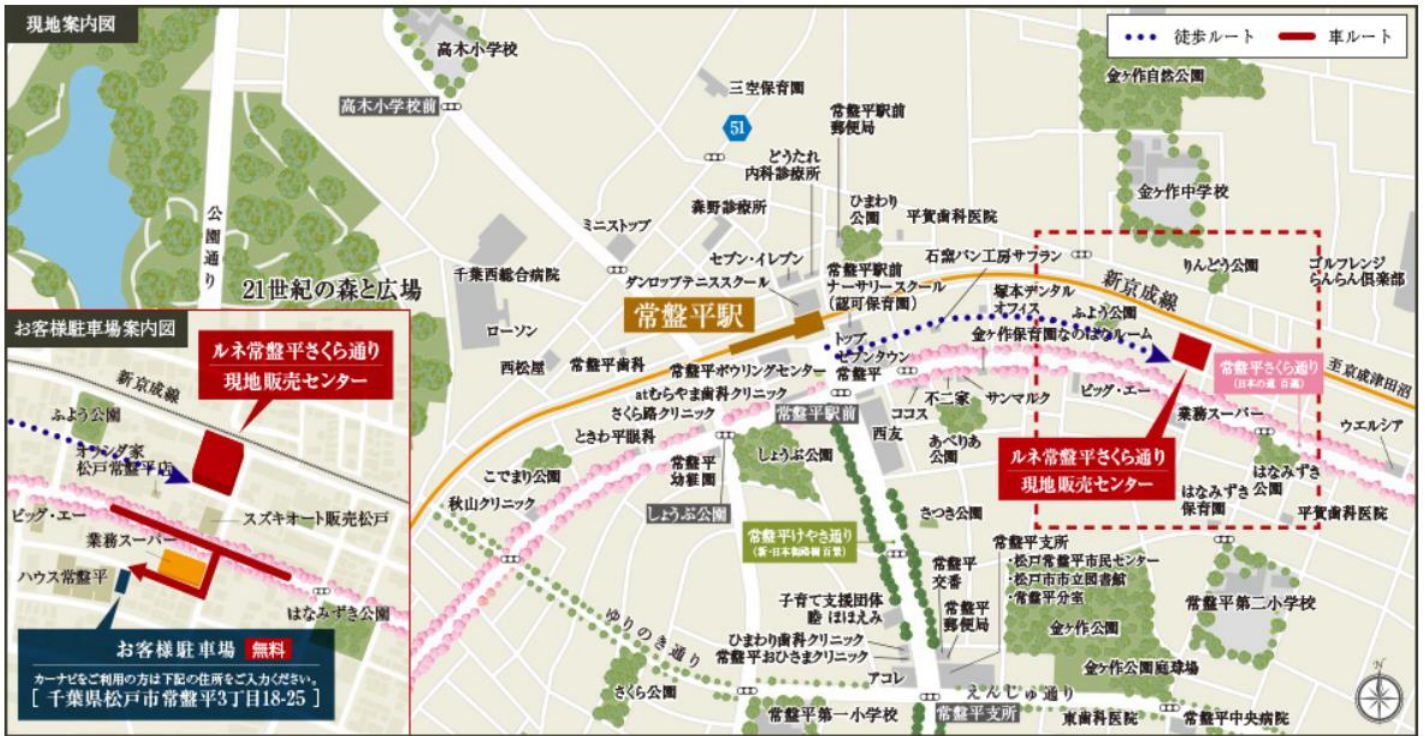 現地案内図
徒歩ルート
車ルート
高木小学校
高木小学校前
三空保育園
51
常盤平駅前
郵便局
どうたれ
内科診療所
森野診療所
ひまわり
公園
平賀歯科医院
金ヶ作自然公園
金ヶ作中学校
公園通り
21世紀の森と広場
ミニストップ
千葉西総合病院
ローソン
西松屋
セブン・イレブン
ダンロップテニススクール
常盤平駅
常盤平駅前
ナーサリースクール
(認可保育園)
石窯パン工房サフラン
塚本デンタル
オフィス
新京成線
りんどう公園
ゴルフレンジ
らんらん倶楽部
ふよう公園
金ヶ作保育園なのはなルーム
トップ
セブンタウン
常盤平
常盤平歯科
常盤平ボウリングセンター
atむらやま歯科クリニック
さくら路クリニック
ときわ平眼科
常盤平駅前
ココス
不二家
サンマルク
ビッグ・エー
業務スーパー
常盤平さくら通り
(日本の道 百選)
至京成津田沼
ウエルシア
西友
あべりあ
公園
ルネ常盤平さくら通り
現地販売センター
はなみずき
公園
はなみずき
保育園
平賀歯科医院
こでまり公園
常盤平
幼稚園
しょうぶ公園
しょうぶ公園
秋山クリニック
さつき公園
常盤平けやき通り
(新・日本街路樹百景)
常盤平支所
・松戸常盤平市民センター
・松戸市市立図書館
・常盤平分室
常盤平
交番
常盤平
郵便局
子育て支援団体
陸 ほほえみ
ひまわり歯科クリニック
常盤平おひさまクリニック
アコレ
金ヶ作公園
金ヶ作公園庭球場
常盤平第二小学校
ゆりのき通り
さくら公園
常盤平第一小学校
常盤平支所
えんじゅ通り
東歯科医院
常盤平中央病院
N
お客様駐車場案内図
ルネ常盤平さくら通り
現地販売センター
新京成線
ふよう公園
オランダ家
松戸常盤平店
ビッグ・エー
スズキオート販売松戸
業務スーパー
ハウス常盤平
はなみずき公園
お客様駐車場 無料
カーナビをご利用の方は下記の住所をご入力ください。
[ 千葉県松戸市常盤平3丁目18-25 ]